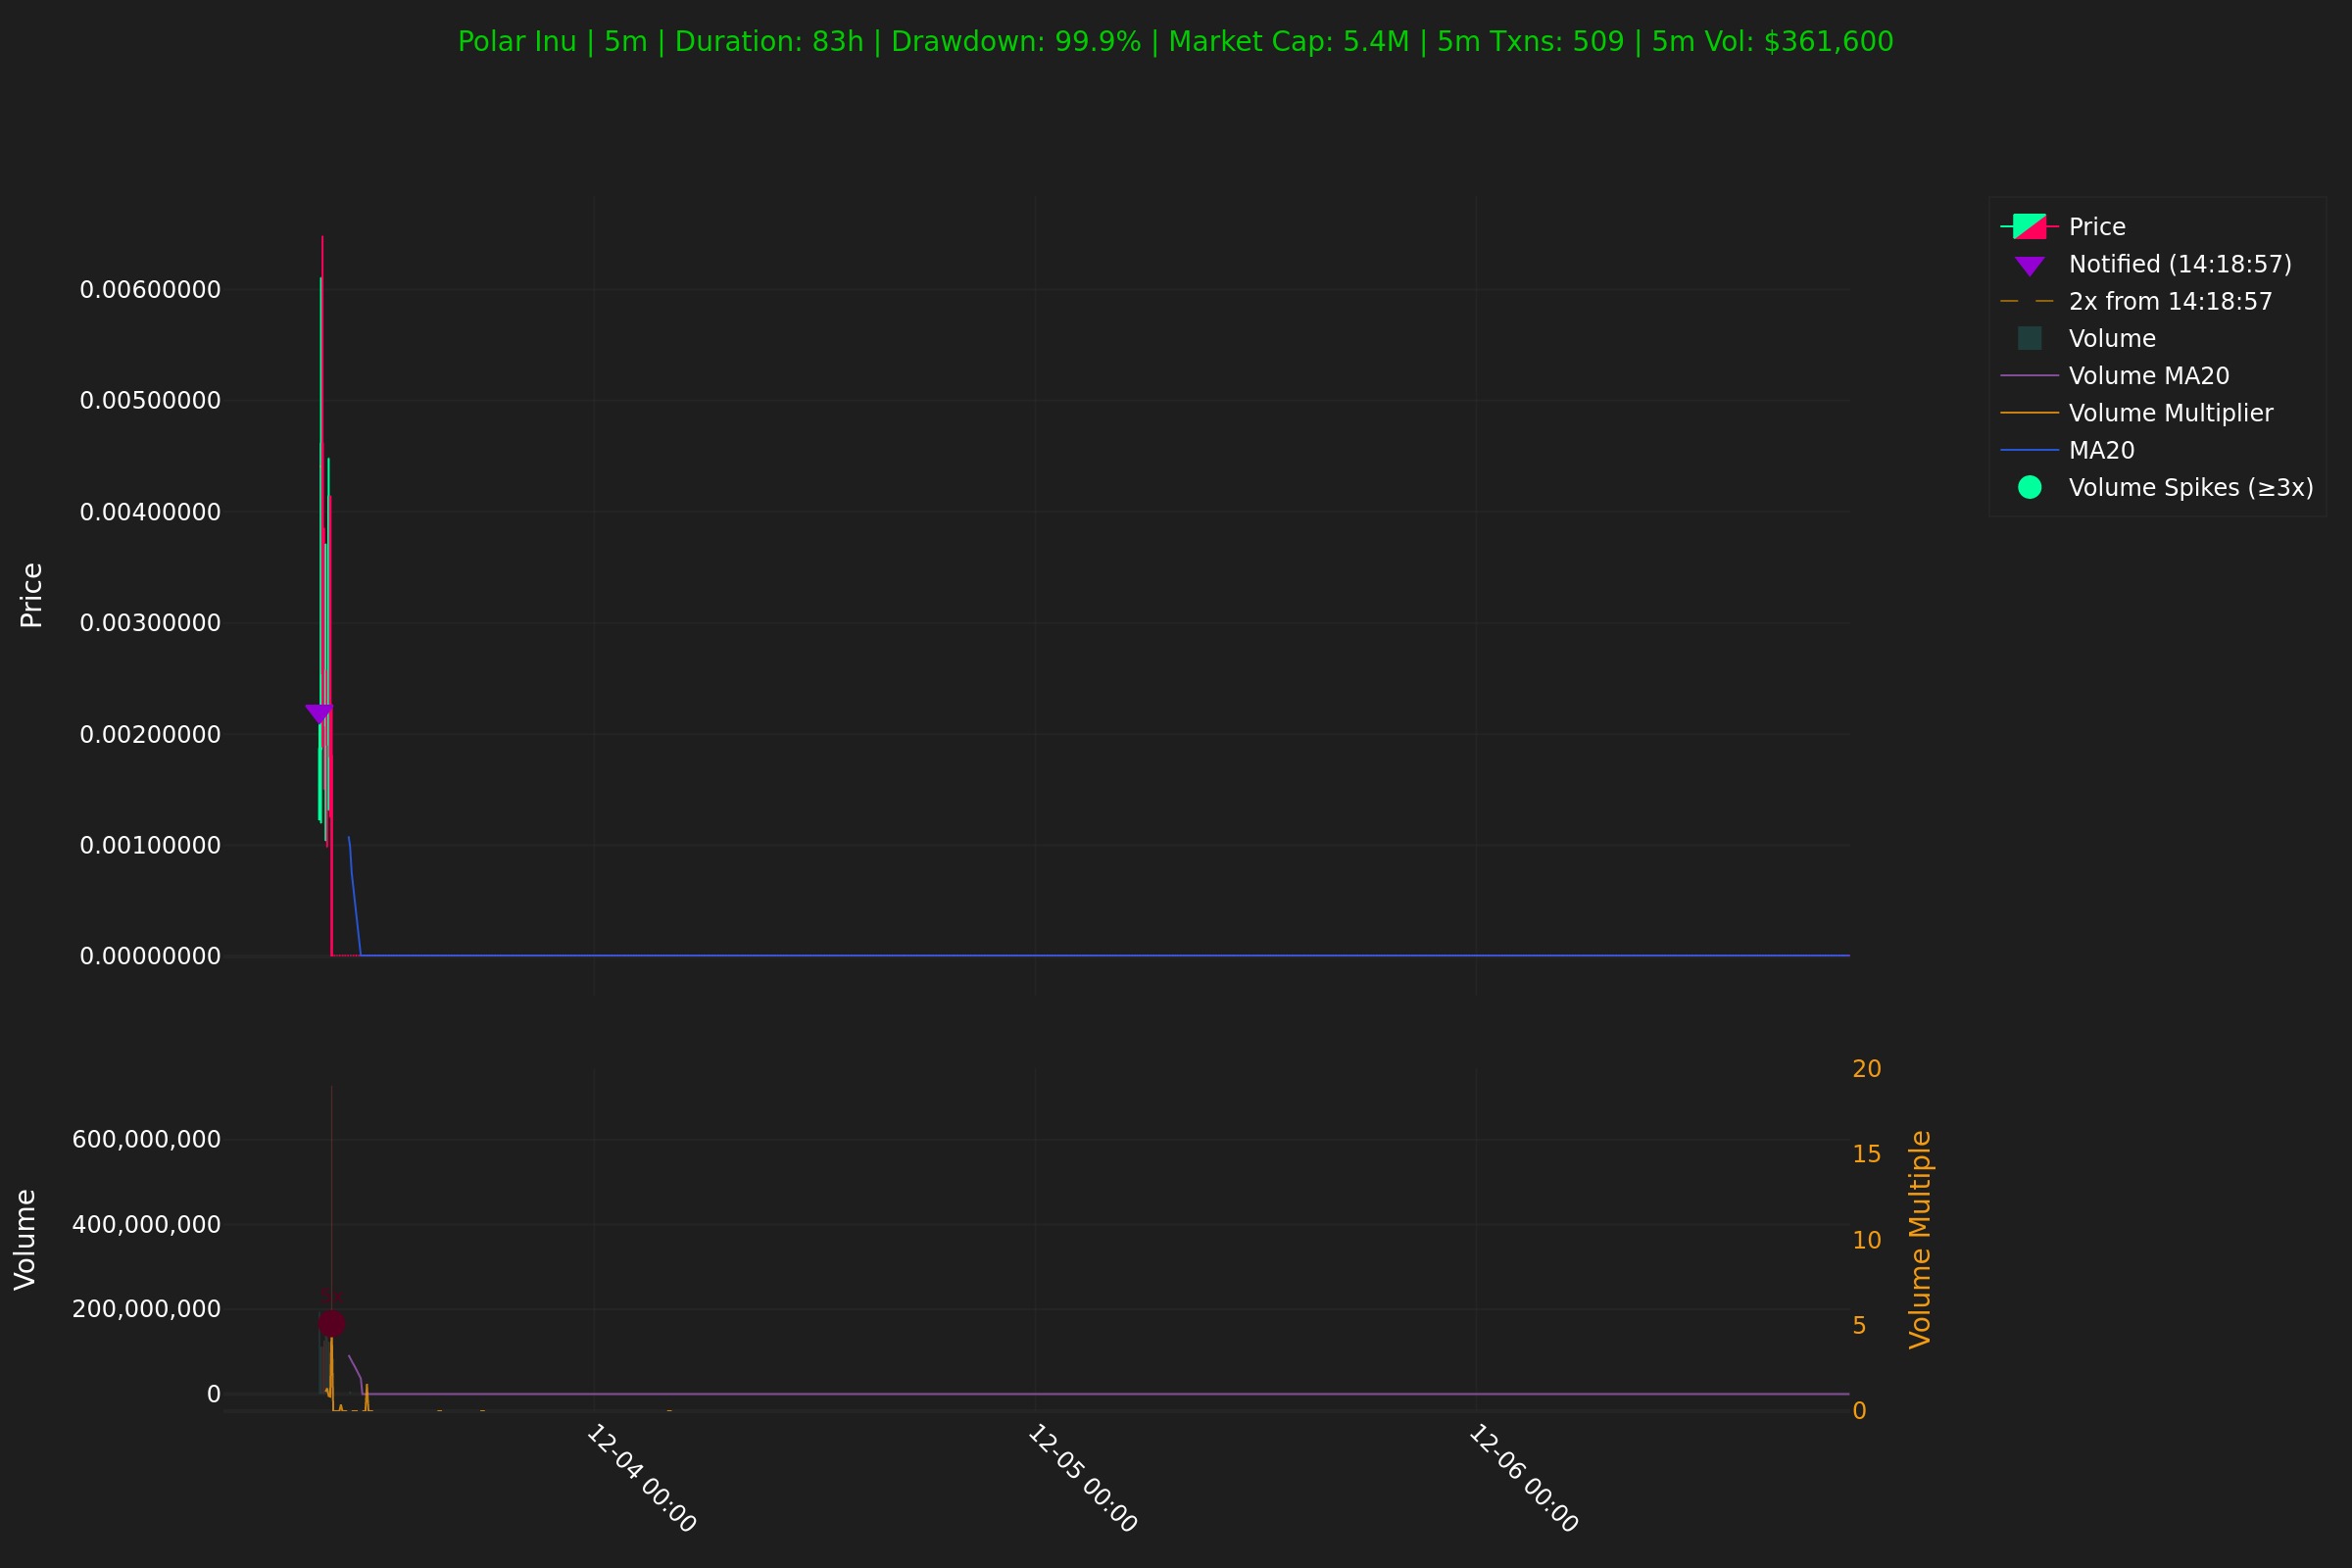 Polar Inu | 5m | Duration: 83h | Drawdown: 99.9% | Market Cap: 5.4M | 5m Txns: 509 | 5m Vol: $361,600
Price
Notified (14:18:57)
2x from 14:18:57
Volume
Volume MA20
Volume Multiplier
MA20
Volume Spikes (≥3x)
Price
0.00600000
0.00500000
0.00400000
0.00300000
0.00200000
0.00100000
0.00000000
Volume
600,000,000
400,000,000
200,000,000
0
20
15
10
5
0
Volume Multiple
12-04 00:00
12-05 00:00
12-06 00:00